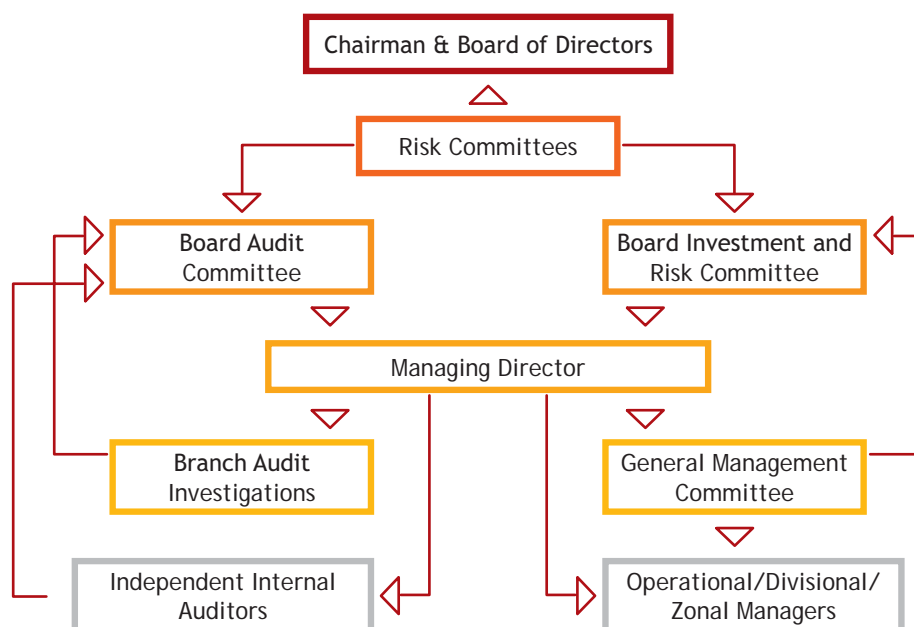 Chairman & Board of Directors
Risk Committees
Board Audit
Committee
Board Investment and
Risk Committee
Managing Director
Branch Audit
Investigations
General Management
Committee
Independent Internal
Auditors
Operational/Divisional/
Zonal Managers